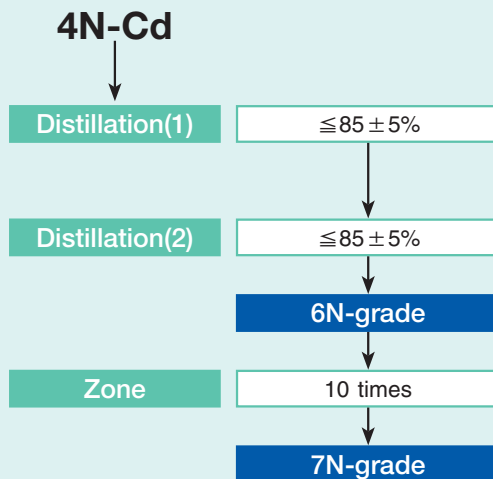 4N-Cd
Distillation(1)
≦85±5%
Distillation(2)
≦85±5%
6N-grade
Zone
10 times
7N-grade